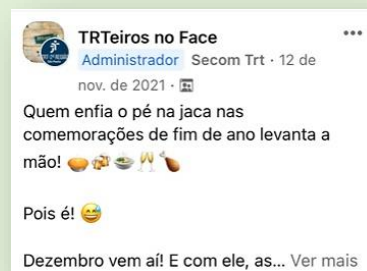 TRTeiros no Face
Administrador Secom Trt · 12 de
nov. de 2021 ·
Quem enfia o pé na jaca nas
comemorações de fim de ano levanta a
mão! 🥧🍻🍲🥂🍗
Pois é! 😅
Dezembro vem aí! E com ele, as... Ver mais